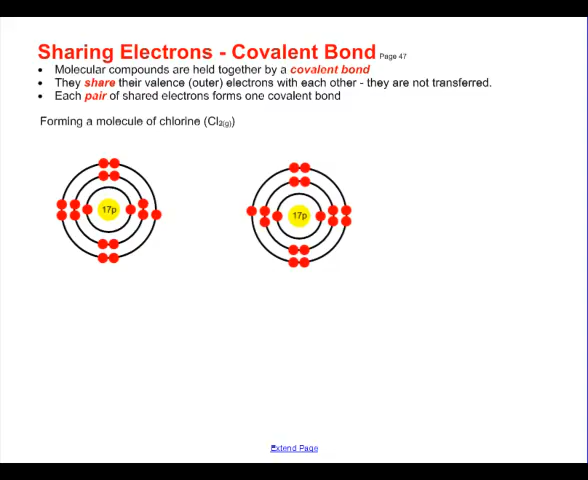 Sharing Electrons - Covalent Bond Page 47
• Molecular compounds are held together by a covalent bond
• They share their valence (outer) electrons with each other - they are not transferred.
• Each pair of shared electrons forms one covalent bond
Forming a molecule of chlorine (Cl2(g))
17p
17p
Extend Page